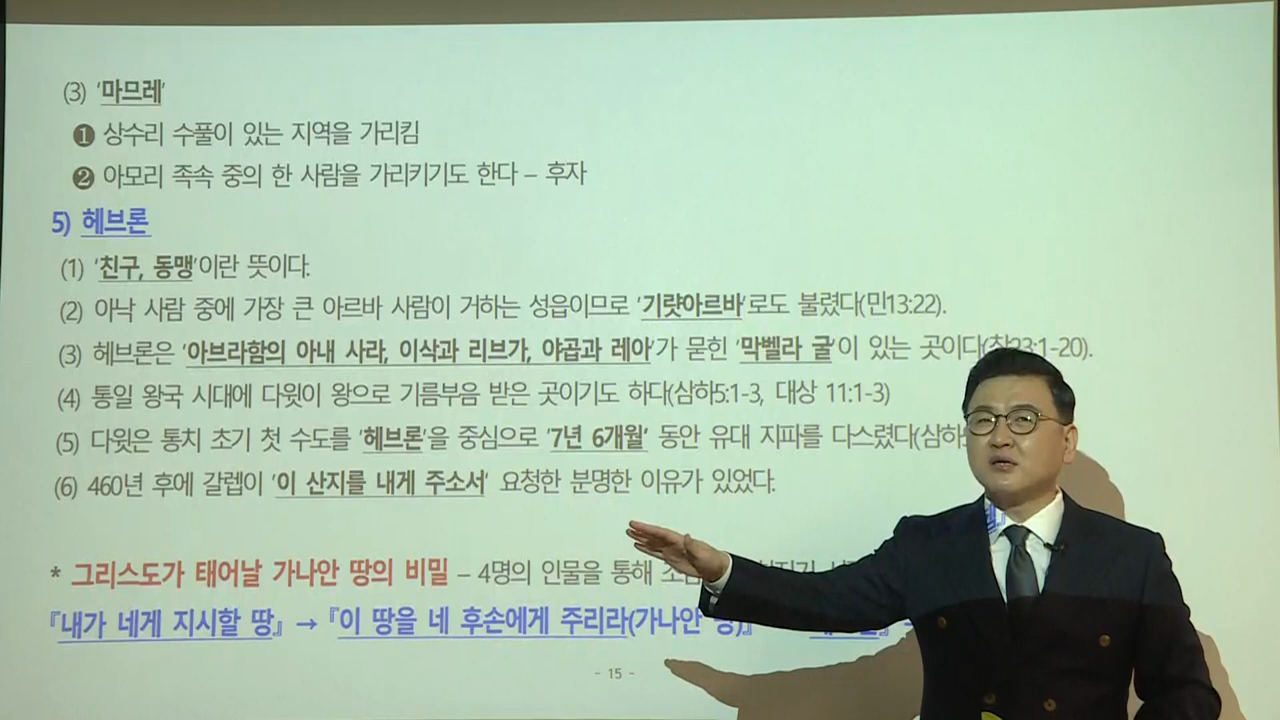 (3) '마므레'
❶ 상수리 수풀이 있는 지역을 가리킴
❷ 아모리 족속 중의 한 사람을 가리키기도 한다 – 후자
5) 헤브론
(1) '친구, 동맹'이란 뜻이다.
(2) 아낙 사람 중에 가장 큰 아르바 사람이 거하는 성읍이므로 '기럇아르바'로도 불렸다(민13:22).
(3) 헤브론은 '아브라함의 아내 사라, 이삭과 리브가, 야곱과 레아'가 묻힌 '막벨라 굴'이 있는 곳이다(창23:1-20).
(4) 통일 왕국 시대에 다윗이 왕으로 기름부음 받은 곳이기도 하다(삼하5:1-3, 대상 11:1-3)
(5) 다윗은 통치 초기 첫 수도를 '헤브론'을 중심으로 '7년 6개월' 동안 유대 지파를 다스렸다(삼하
(6) 460년 후에 갈렙이 '이 산지를 내게 주소서' 요청한 분명한 이유가 있었다.
* 그리스도가 태어날 가나안 땅의 비밀 – 4명의 인물을 통해
『내가 네게 지시할 땅』 → 『이 땅을 네 후손에게 주리라(가나안 땅)』
- 15 -